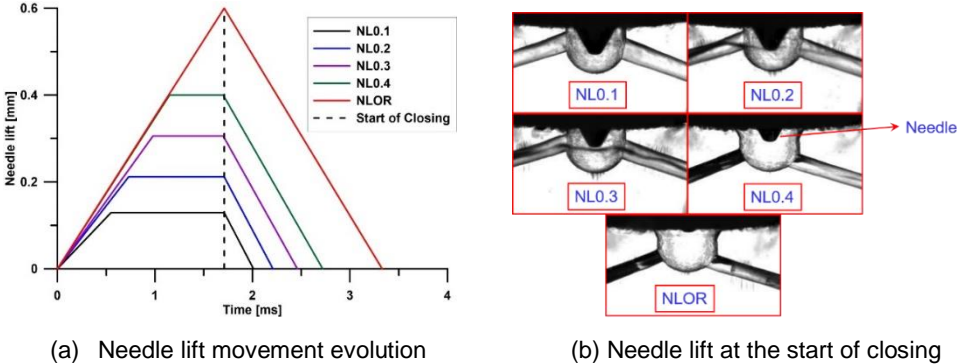 0.6
0.4
0.2
0
Needle lift [mm]
NL0.1
NL0.2
NL0.3
NL0.4
NLOR
Start of Closing
0 1 2 3 4
Time [ms]
NL0.1
NL0.2
Needle
NL0.3
NL0.4
NLOR
(a) Needle lift movement evolution
(b) Needle lift at the start of closing